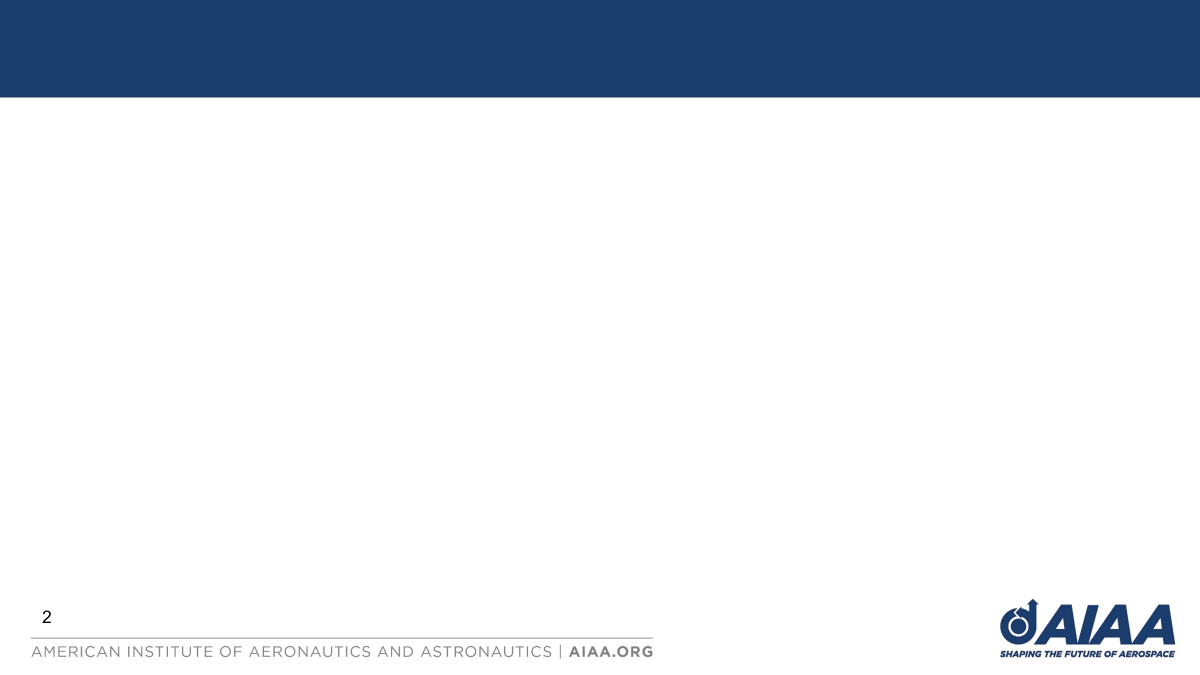 2
AMERICAN INSTITUTE OF AERONAUTICS AND ASTRONAUTICS | AIAA.ORG
AIAA
SHAPING THE FUTURE OF AEROSPACE